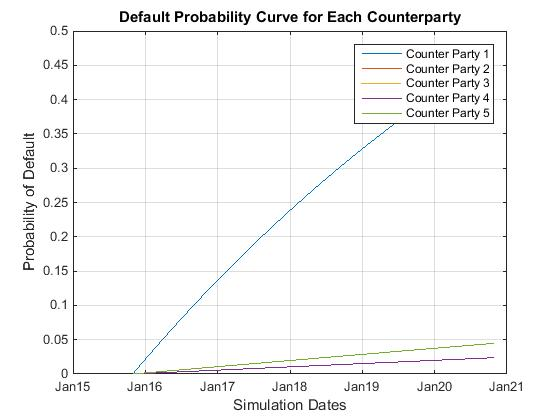 Default Probability Curve for Each Counterparty
0.5
0.45
0.4
0.35
0.3
0.25
0.2
0.15
0.1
0.05
0
Probability of Default
Counter Party 1
Counter Party 2
Counter Party 3
Counter Party 4
Counter Party 5
Jan15 Jan16 Jan17 Jan18 Jan19 Jan20 Jan21
Simulation Dates